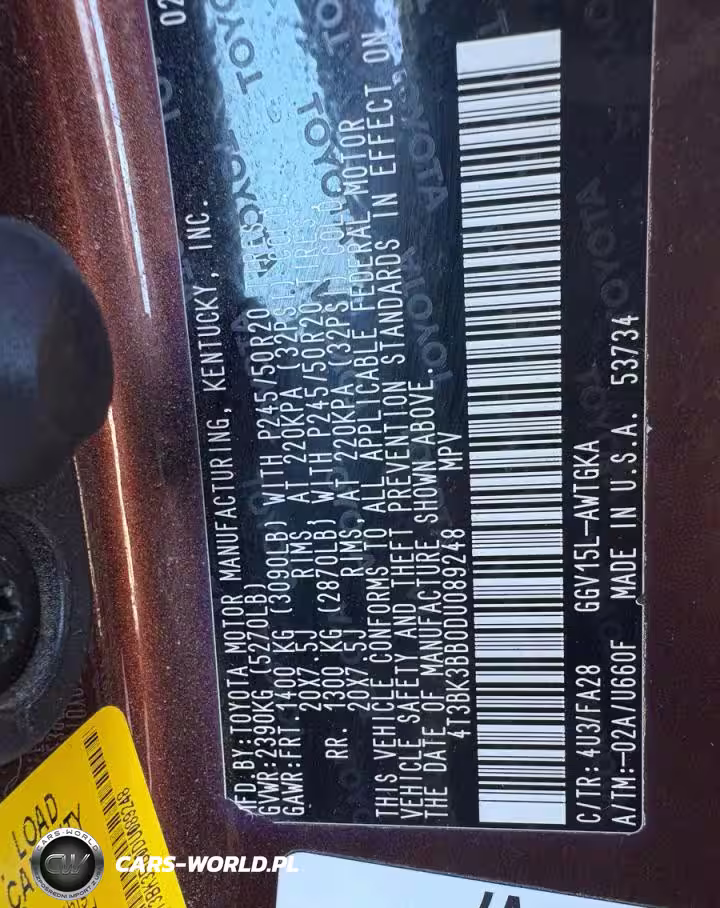 02
MFD.BY:TOYOTA MOTOR MANUFACTURING, KENTUCKY, INC.
GVWR:2390KG (5270LB)
GAWR:FRT.1400 KG (3090LB) WITH P245/50R20 TIRES
20X7.5J RIMS, AT 220KPA (32PSI) COLD.
RR. 1300 KG (2870LB) WITH P245/50R20 TIRES
20X7.5J RIMS, AT 220KPA (32PSI) COLD.
THIS VEHICLE CONFORMS TO ALL APPLICABLE FEDERAL MOTOR
VEHICLE SAFETY AND THEFT PREVENTION STANDARDS IN EFFECT ON
THE DATE OF MANUFACTURE SHOWN ABOVE.
4T3BK3BB0DU089248 MPV
C/TR:4U3/FA28 GGV15L-AWTGKA
A/TM:-02A/U660F MADE IN U.S.A. 53734
LOAD
CARS-WORLD
CW
CARS-WORLD.PL